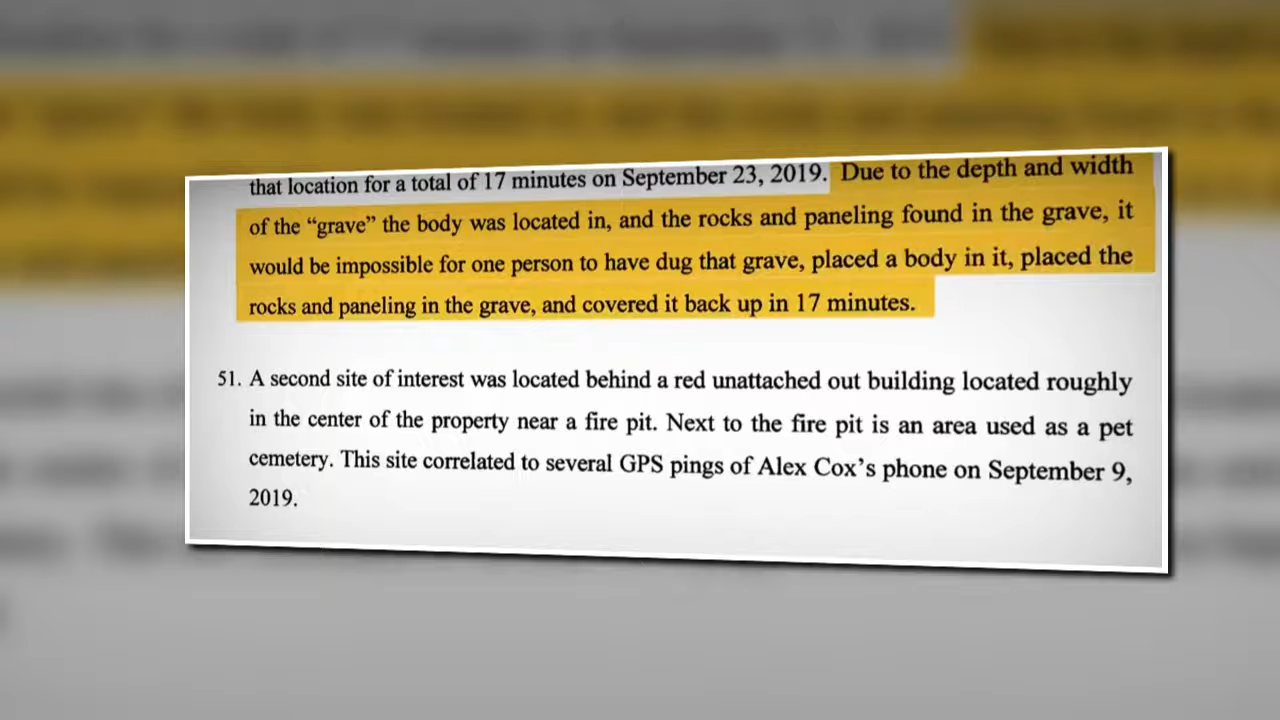 that location for a total of 17 minutes on September 23, 2019. Due to the depth and width
of the “grave” the body was located in, and the rocks and paneling found in the grave, it
would be impossible for one person to have dug that grave, placed a body in it, placed the
rocks and paneling in the grave, and covered it back up in 17 minutes.
51. A second site of interest was located behind a red unattached out building located roughly
in the center of the property near a fire pit. Next to the fire pit is an area used as a pet
cemetery. This site correlated to several GPS pings of Alex Cox’s phone on September 9,
2019.